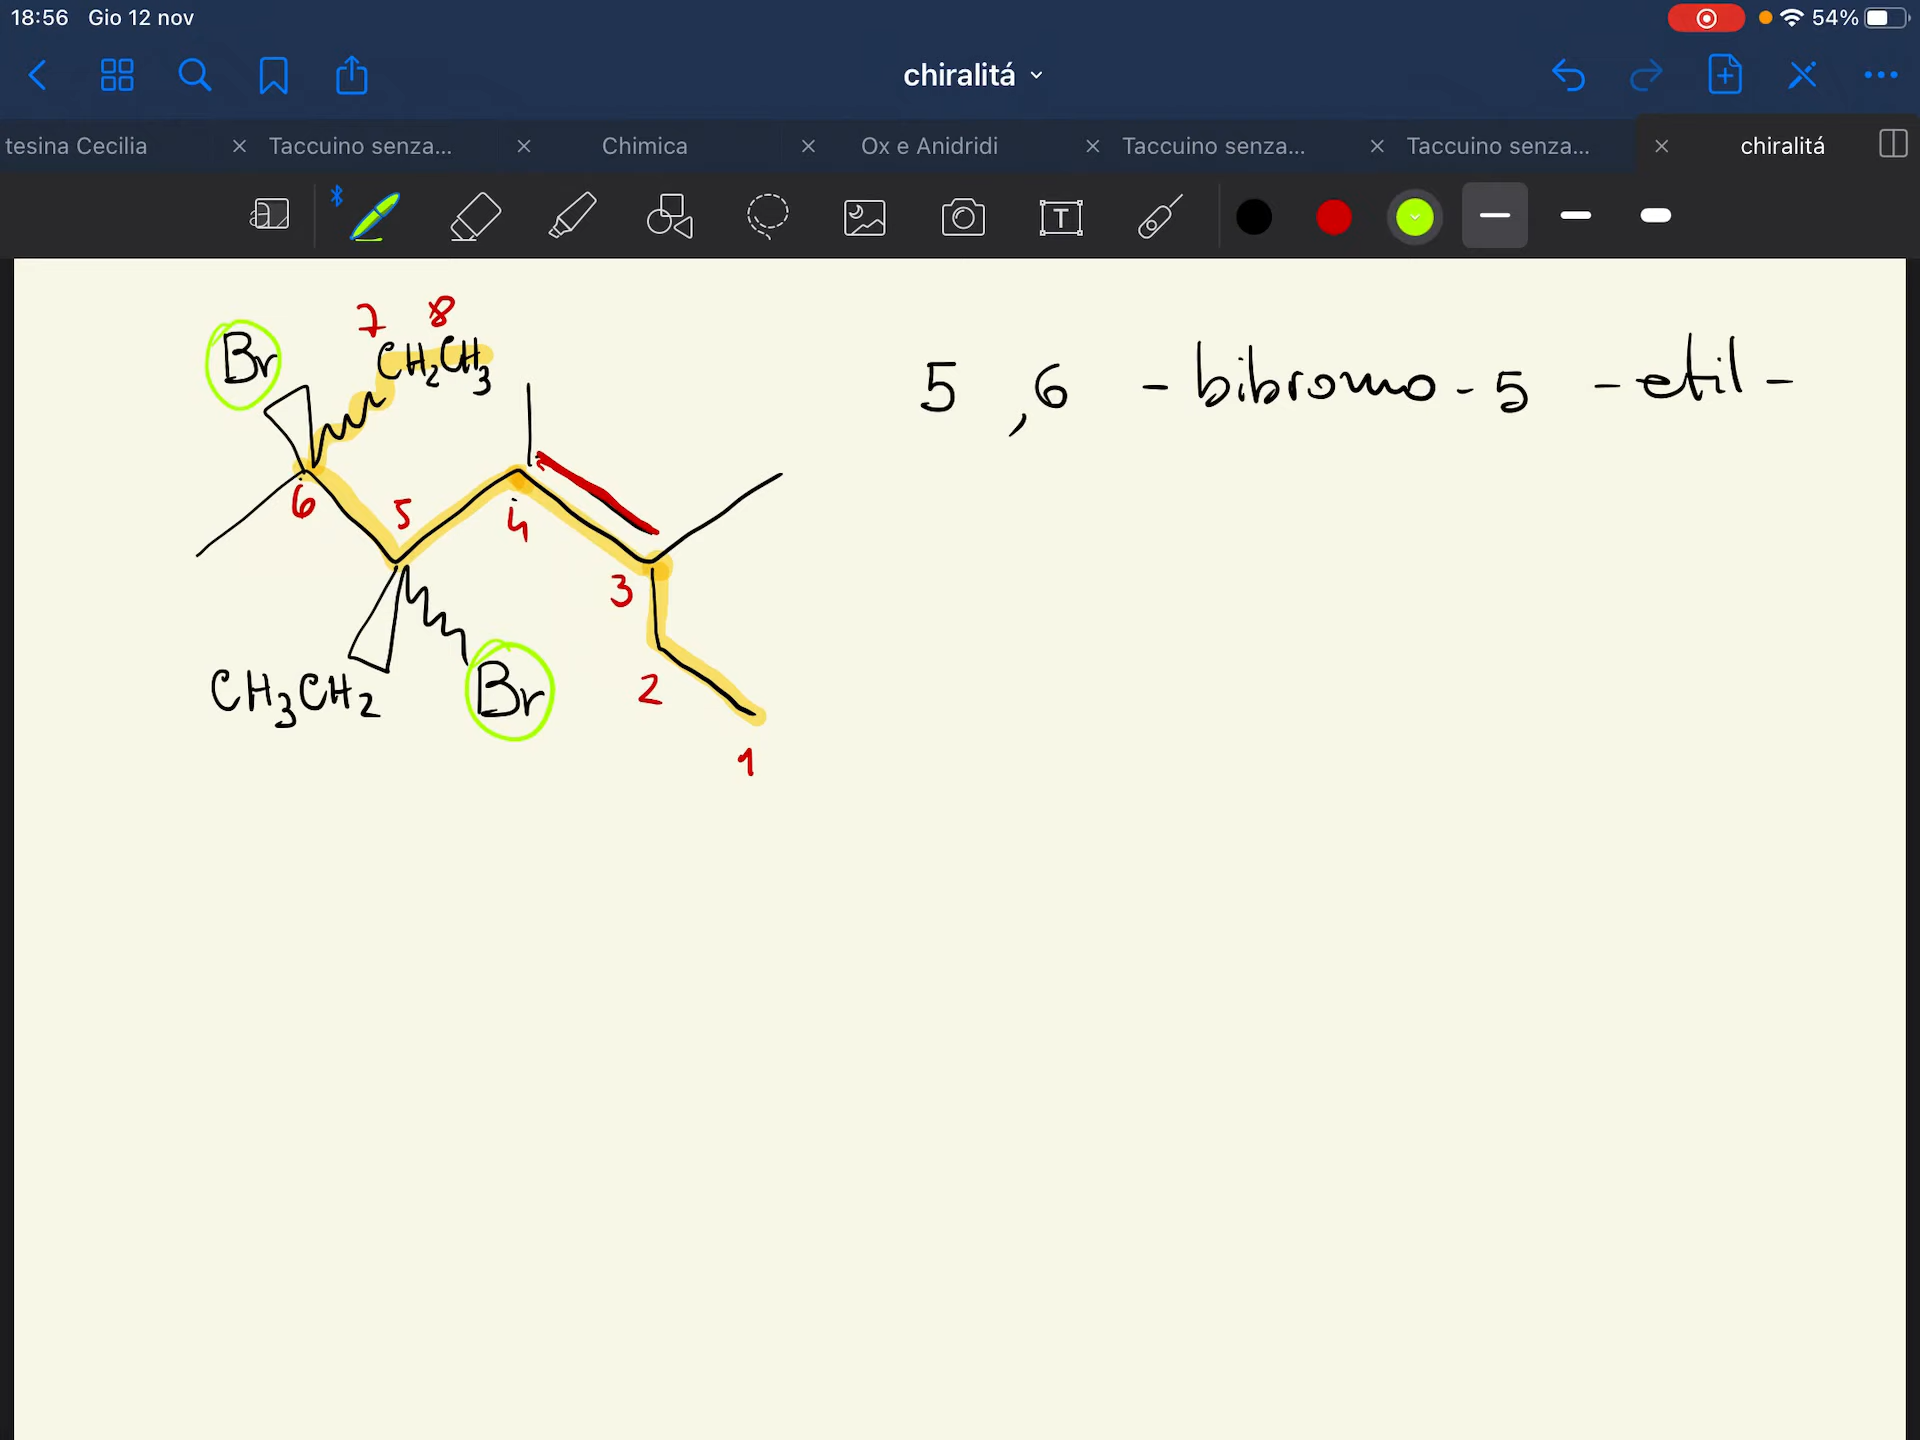 18:56 Gio 12 nov
54%
chiralitá
tesina Cecilia
Taccuino senza...
Chimica
Ox e Anidridi
Taccuino senza...
Taccuino senza...
chiralitá
a
T
7 8
Br
CH₂CH₃
5 , 6 - bibromo - 5 - etil -
6
5
4
3
CH₃CH₂
Br
2
1